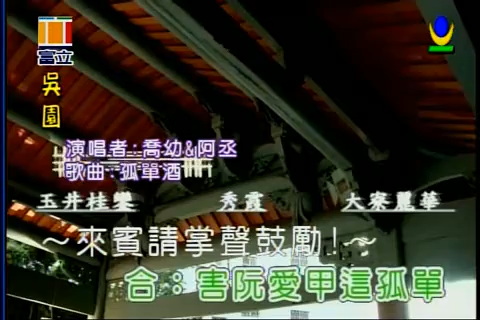 富立
吳園
演唱者:喬幼&阿丞
歌曲:孤單酒
玉井桂鑾 秀霞 大寮麗華
～來賓請掌聲鼓勵!～
合：害阮愛甲這孤單